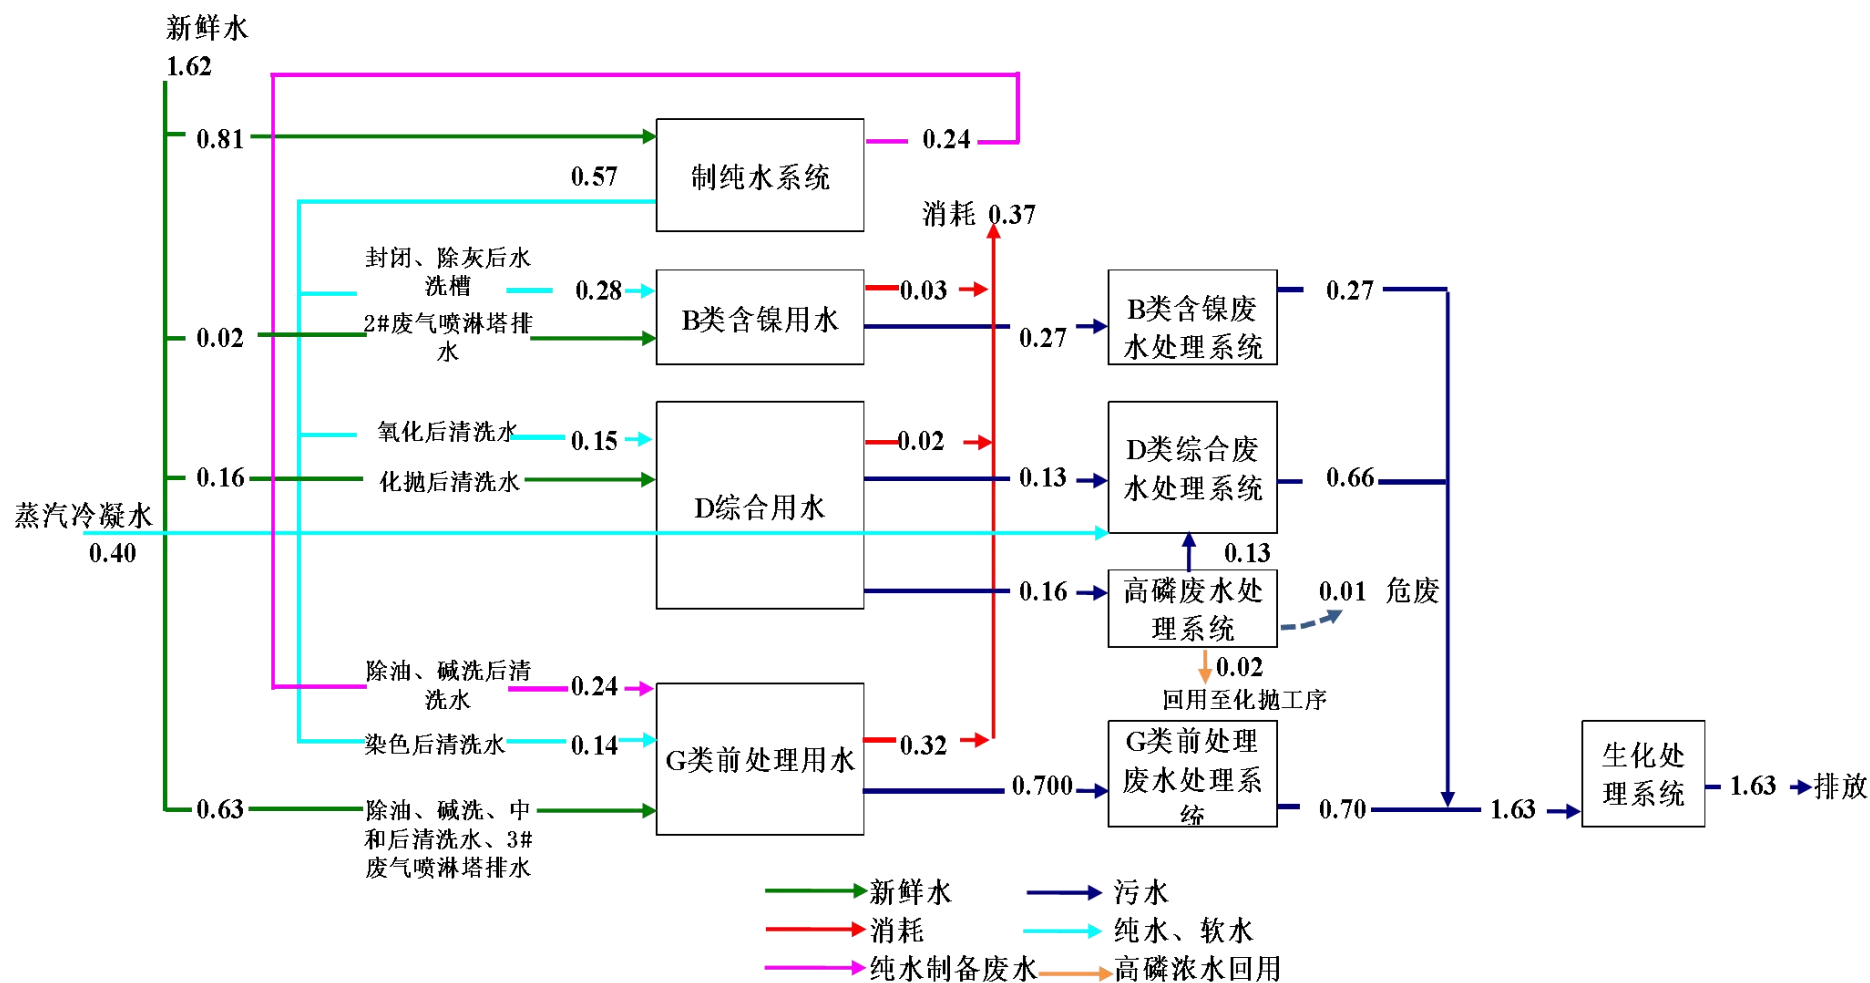 新鲜水
1.62
0.81
0.24
制纯水系统
0.57
消耗 0.37
封闭、除灰后水
洗槽
0.28
0.03
B类含镍用水
0.27
B类含镍废
水处理系统
0.27
0.02
2#废气喷淋塔排
水
氧化后清洗水
0.15
0.02
D类综合废
水处理系统
0.66
0.16
化抛后清洗水
D综合用水
0.13
蒸汽冷凝水
0.40
0.13
0.16
高磷废水处
理系统
0.01 危废
0.02
回用至化抛工序
除油、碱洗后清
洗水
0.24
染色后清洗水
0.14
G类前处理用水
0.32
0.700
G类前处理
废水处理系
统
0.70
1.63
生化处
理系统
1.63
排放
0.63
除油、碱洗、中
和后清洗水、3#
废气喷淋塔排水
新鲜水
污水
消耗
纯水、软水
纯水制备废水
高磷浓水回用